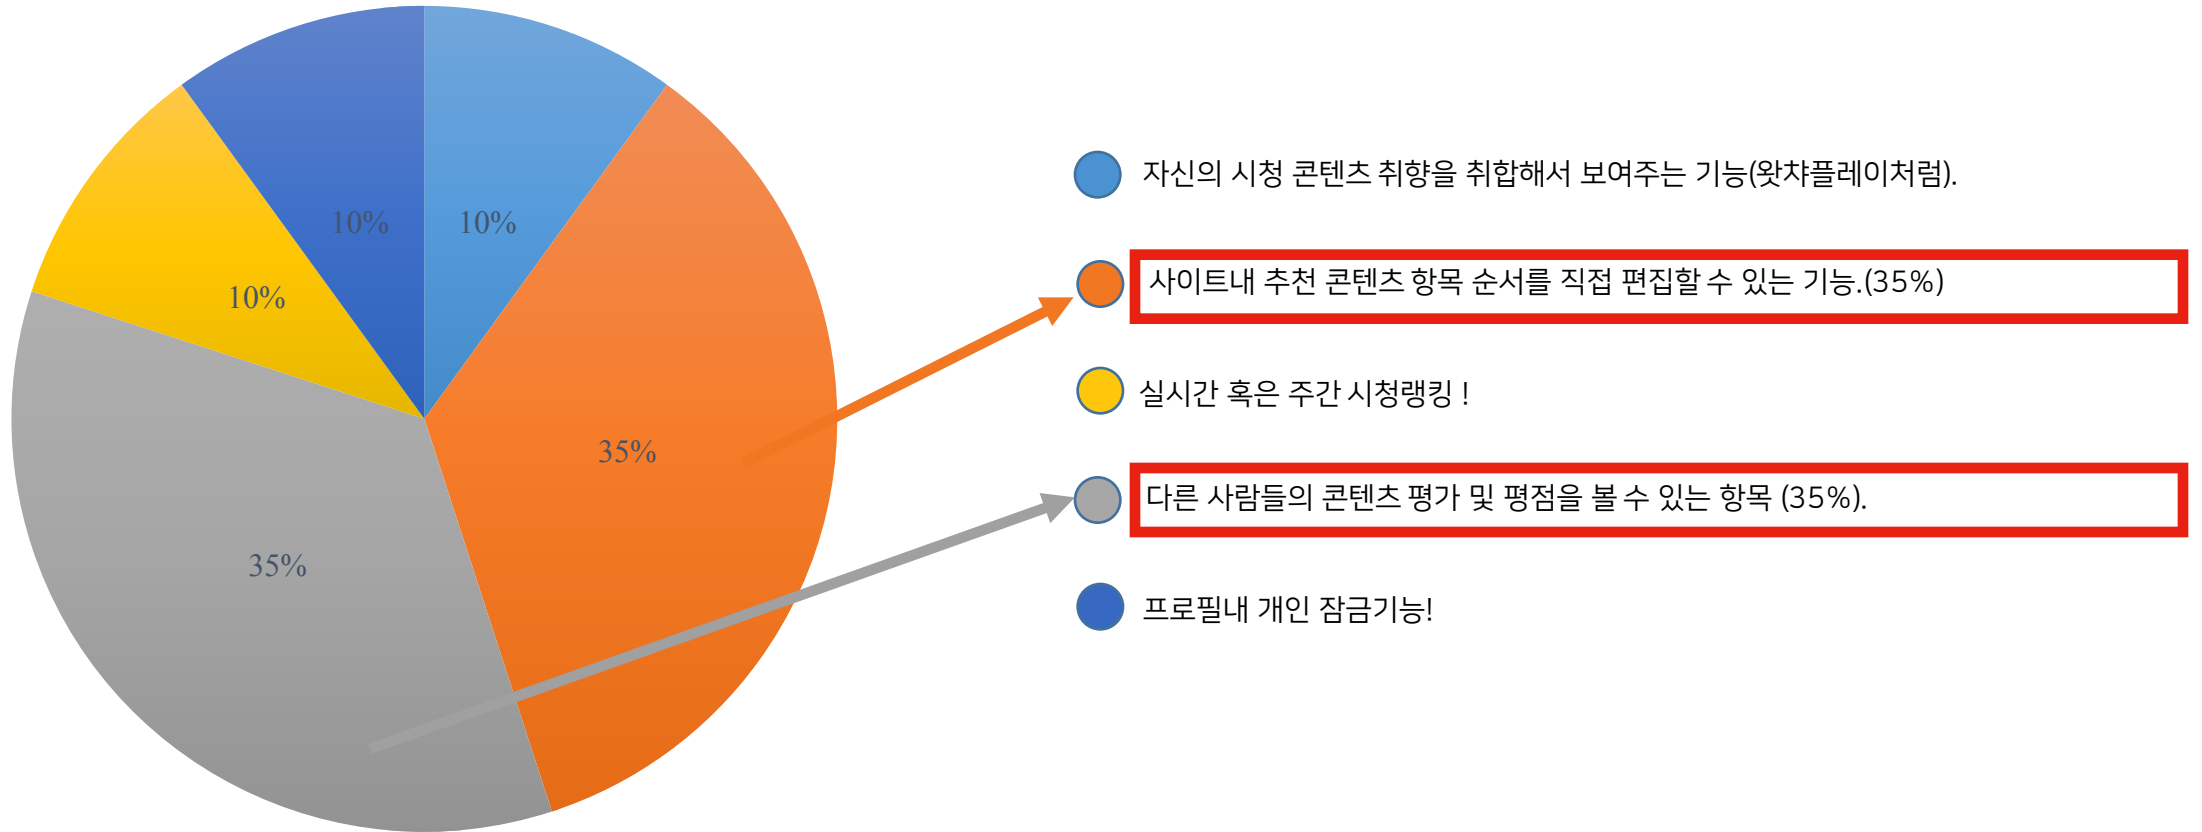 10%
10%
10%
35%
35%
자신의 시청 콘텐츠 취향을 취합해서 보여주는 기능(왓챠플레이처럼).
사이트내 추천 콘텐츠 항목 순서를 직접 편집할 수 있는 기능.(35%)
실시간 혹은 주간 시청랭킹 !
다른 사람들의 콘텐츠 평가 및 평점을 볼 수 있는 항목 (35%).
프로필내 개인 잠금기능!